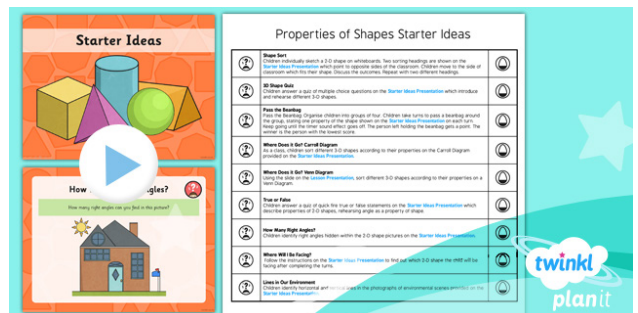 Starter Ideas
How
gles?
How many right angles can you find in the picture?
Properties of Shapes Starter Ideas
Shape Sort
Children individually sketch a 3-D shape on whiteboards. Two sorting headings are shown on the
Starter Ideas Presentation which point to opposite sides of the classroom. Children move to the side of
classroom which fits their shape. Discuss the outcomes. Repeat with two different headings.
3D Shape Quiz
Children answer a quiz of multiple choice questions on the Starter Ideas Presentation which introduce
and rehearse different 3-D shapes.
Pass the Beanbag
Pass the Beanbag Organise children into groups of four. Children take turns to pass a beanbag around
the group, stating one property of the shape shown on the Starter Ideas Presentation on each turn.
Keep going until the timer sound effect goes off. The person left holding the beanbag gets a point. The
winner is the person with the lowest score.
Where Does it Go? Carroll Diagram
As a class, children sort different 3-D shapes according to their properties on the Carroll Diagram
provided on the Starter Ideas Presentation.
Where Does it Go? Venn Diagram
Using the slide on the Lesson Presentation, sort different 3-D shapes according to their properties on a
Venn Diagram.
True or False
Children answer a quiz of quick fire true or false statements on the Starter Ideas Presentation which
describe properties of 2-D shapes, rehearsing angle as a property of shape.
How Many Right Angles?
Children identify right angles hidden within the 2-D shape pictures on the Starter Ideas Presentation.
Where Will I Be Facing?
Follow the instructions on the Starter Ideas Presentation to find out which 2-D shape the will be
facing after completing the turns.
Lines in Our Environment
Children identify horizontal and vertical lines in the photographs of environmental scenes provided on the
Starter Ideas Presentation.
twinkl
planit